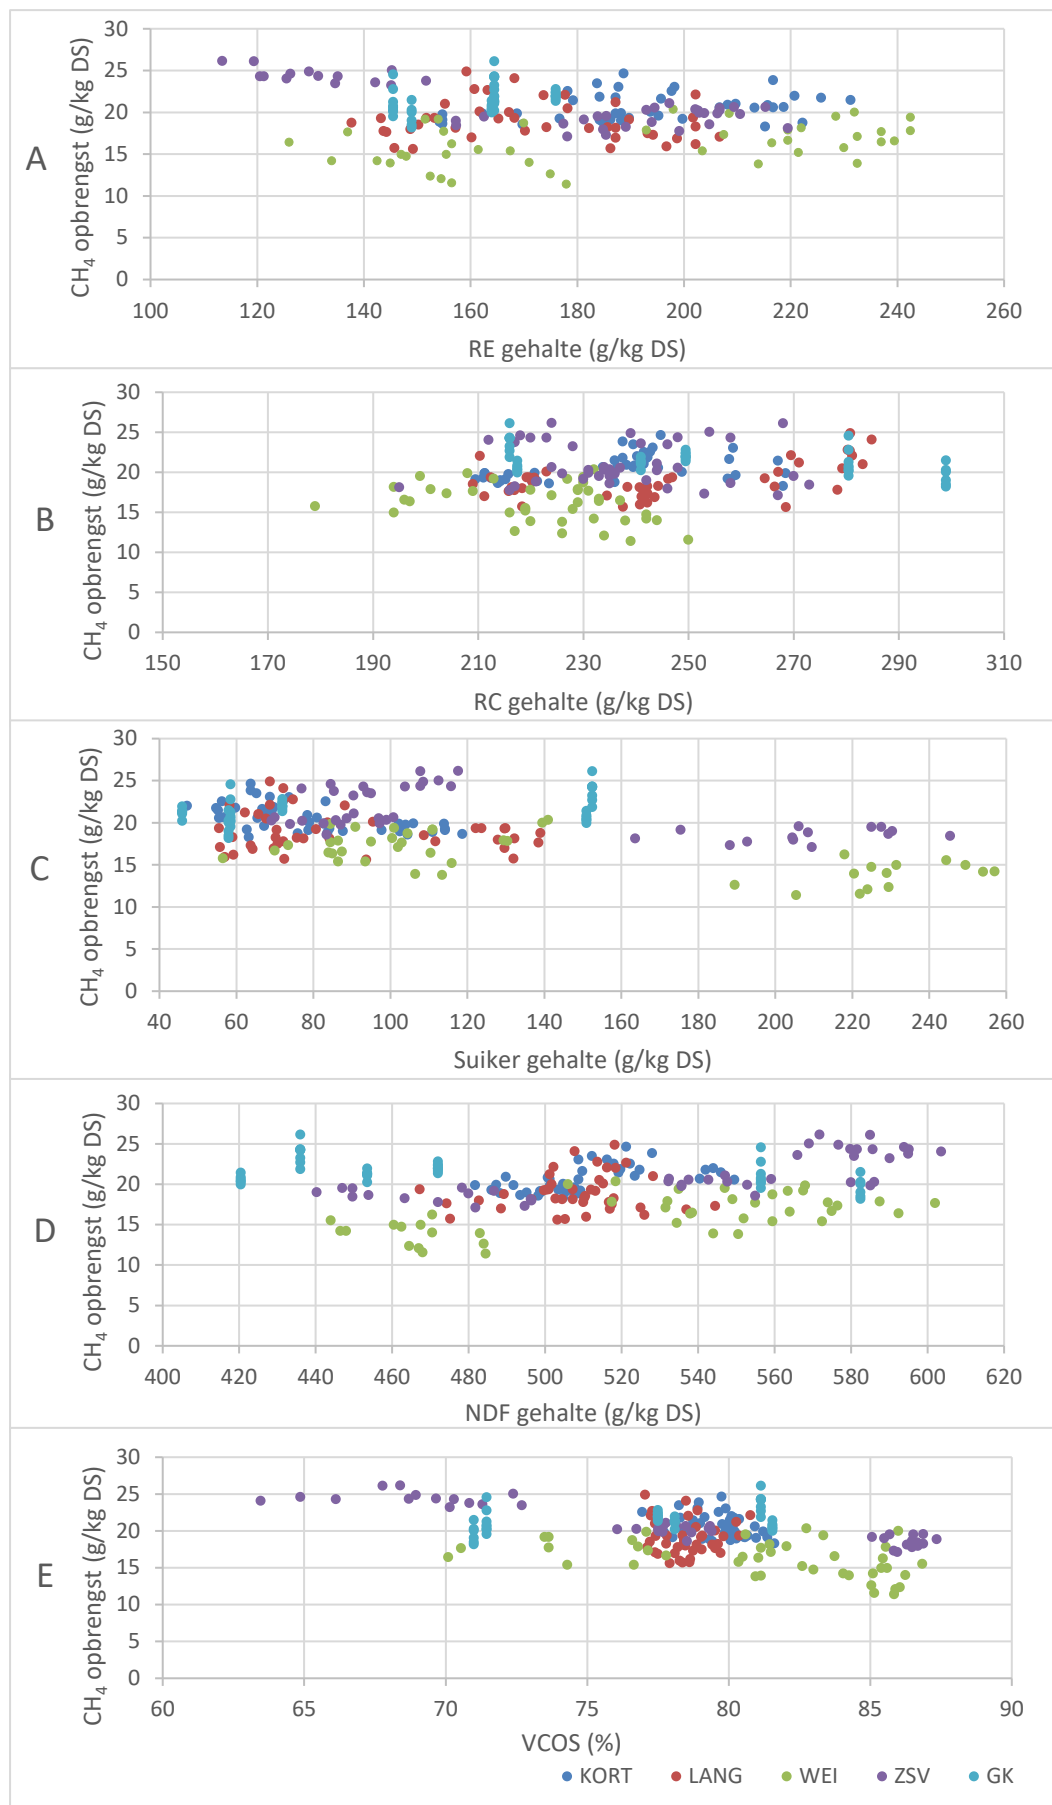 A
CH₄ opbrengst (g/kg DS)
30
25
20
15
10
5
0
100 120 140 160 180 200 220 240 260
RE gehalte (g/kg DS)
B
CH₄ opbrengst (g/kg DS)
30
25
20
15
10
5
0
150 170 190 210 230 250 270 290 310
RC gehalte (g/kg DS)
C
CH₄ opbrengst (g/kg DS)
30
25
20
15
10
5
0
40 60 80 100 120 140 160 180 200 220 240 260
Suiker gehalte (g/kg DS)
D
CH₄ opbrengst (g/kg DS)
30
25
20
15
10
5
0
400 420 440 460 480 500 520 540 560 580 600 620
NDF gehalte (g/kg DS)
E
CH₄ opbrengst (g/kg DS)
30
25
20
15
10
5
0
60 65 70 75 80 85 90
VCOS (%)
KORT LANG WEI ZSV GK